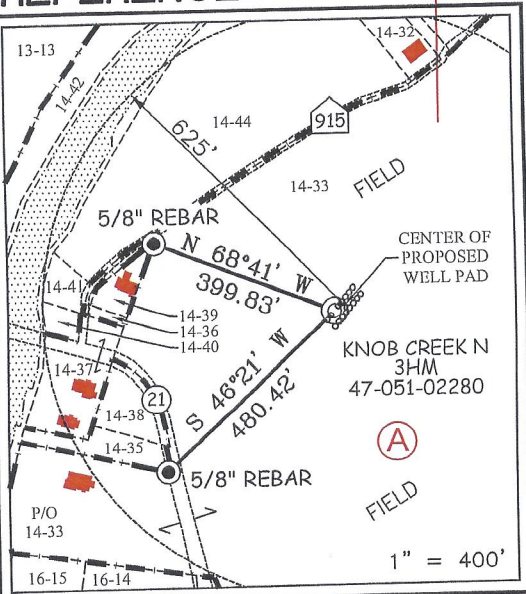 13-13
14-42
14-32
14-44
915
625'
14-33
FIELD
5/8" REBAR
N 68°41' W
399.83'
CENTER OF
PROPOSED
WELL PAD
14-41
14-39
14-36
14-40
KNOB CREEK N
3HM
47-051-02280
14-37
S 46°21' W
480.42'
21
14-38
A
14-35
5/8" REBAR
FIELD
P/O
14-33
1" = 400'
16-15
16-14